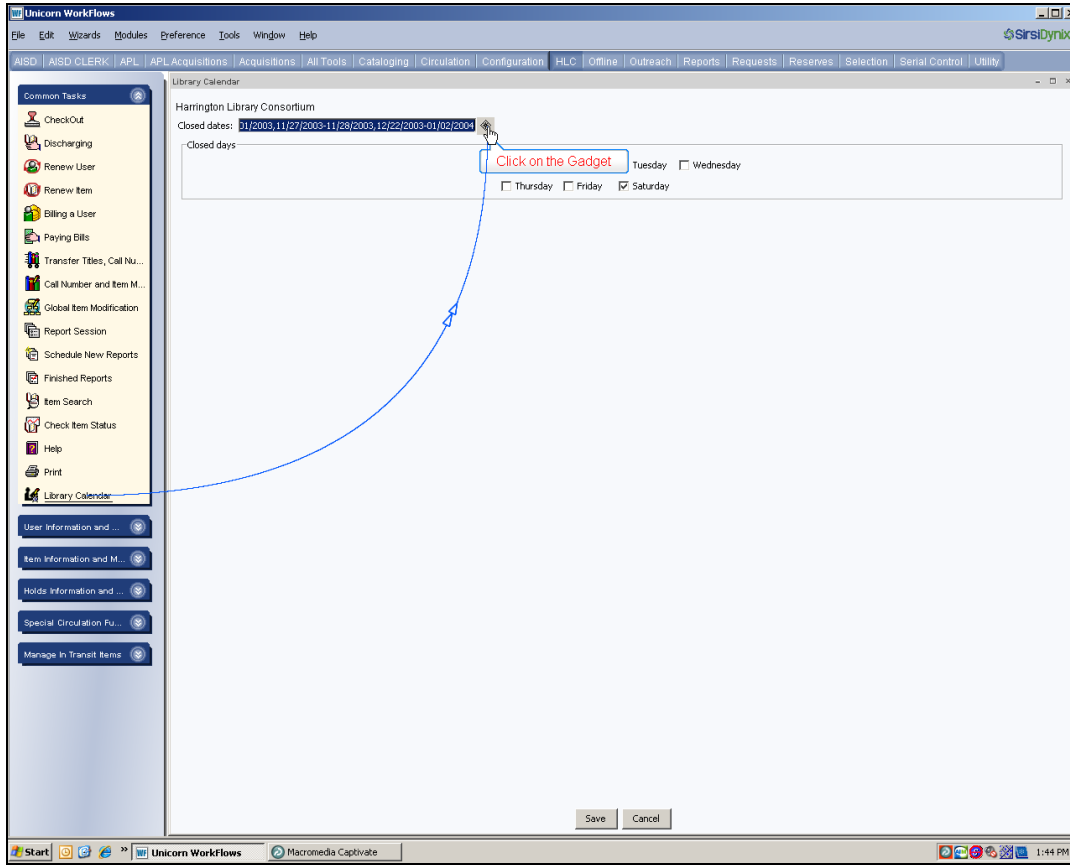 Unicorn WorkFlows
File Edit Wizards Modules Preference Tools Window Help
SirsiDynix
AISD AISD CLERK APL APL Acquisitions Acquisitions All Tools Cataloging Circulation Configuration HLC Offline Outreach Reports Requests Reserves Selection Serial Control Utility
Library Calendar
Common Tasks
CheckOut
Discharging
Renew User
Renew Item
Billing a User
Paying Bills
Transfer Titles, Call Nu...
Call Number and Item M...
Global Item Modification
Report Session
Schedule New Reports
Finished Reports
Item Search
Check Item Status
Help
Print
Library Calendar
User Information and ...
Item Information and M...
Holds Information and ...
Special Circulation Fu...
Manage In Transit Items
Harrington Library Consortium
Closed dates: 01/2003,11/27/2003-11/28/2003,12/22/2003-01/02/2004
Closed days
Click on the Gadget
Tuesday Wednesday
Thursday Friday Saturday
Save Cancel
Start Unicorn WorkFlows Macromedia Captivate 1:44 PM